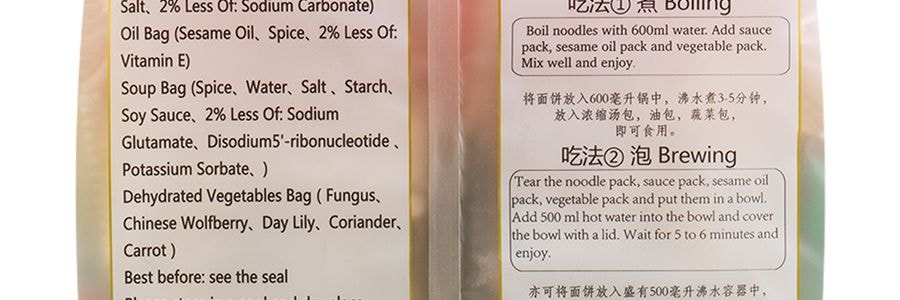 Salt、2% Less Of: Sodium Carbonate)
Oil Bag (Sesame Oil、Spice、2% Less Of:
Vitamin E)
Soup Bag (Spice、Water、Salt 、Starch、
Soy Sauce、2% Less Of: Sodium
Glutamate、Disodium5'-ribonucleotide 、
Potassium Sorbate、)
Dehydrated Vegetables Bag ( Fungus、
Chinese Wolfberry、Day Lily、Coriander、
Carrot )
Best before: see the seal
吃法① 煮 Boiling
Boil noodles with 600ml water. Add sauce
pack, sesame oil pack and vegetable pack.
Mix well and enjoy.
将面饼放入600毫升锅中，沸水煮3-5分钟，
放入浓缩汤包，油包，蔬菜包，
即可食用。
吃法② 泡 Brewing
Tear the noodle pack, sauce pack, sesame oil
pack, vegetable pack and put them in a bowl.
Add 500 ml hot water into the bowl and cover
the bowl with a lid. Wait for 5 to 6 minutes and
enjoy.
亦可将面饼放入盛有500毫升沸水容器中，